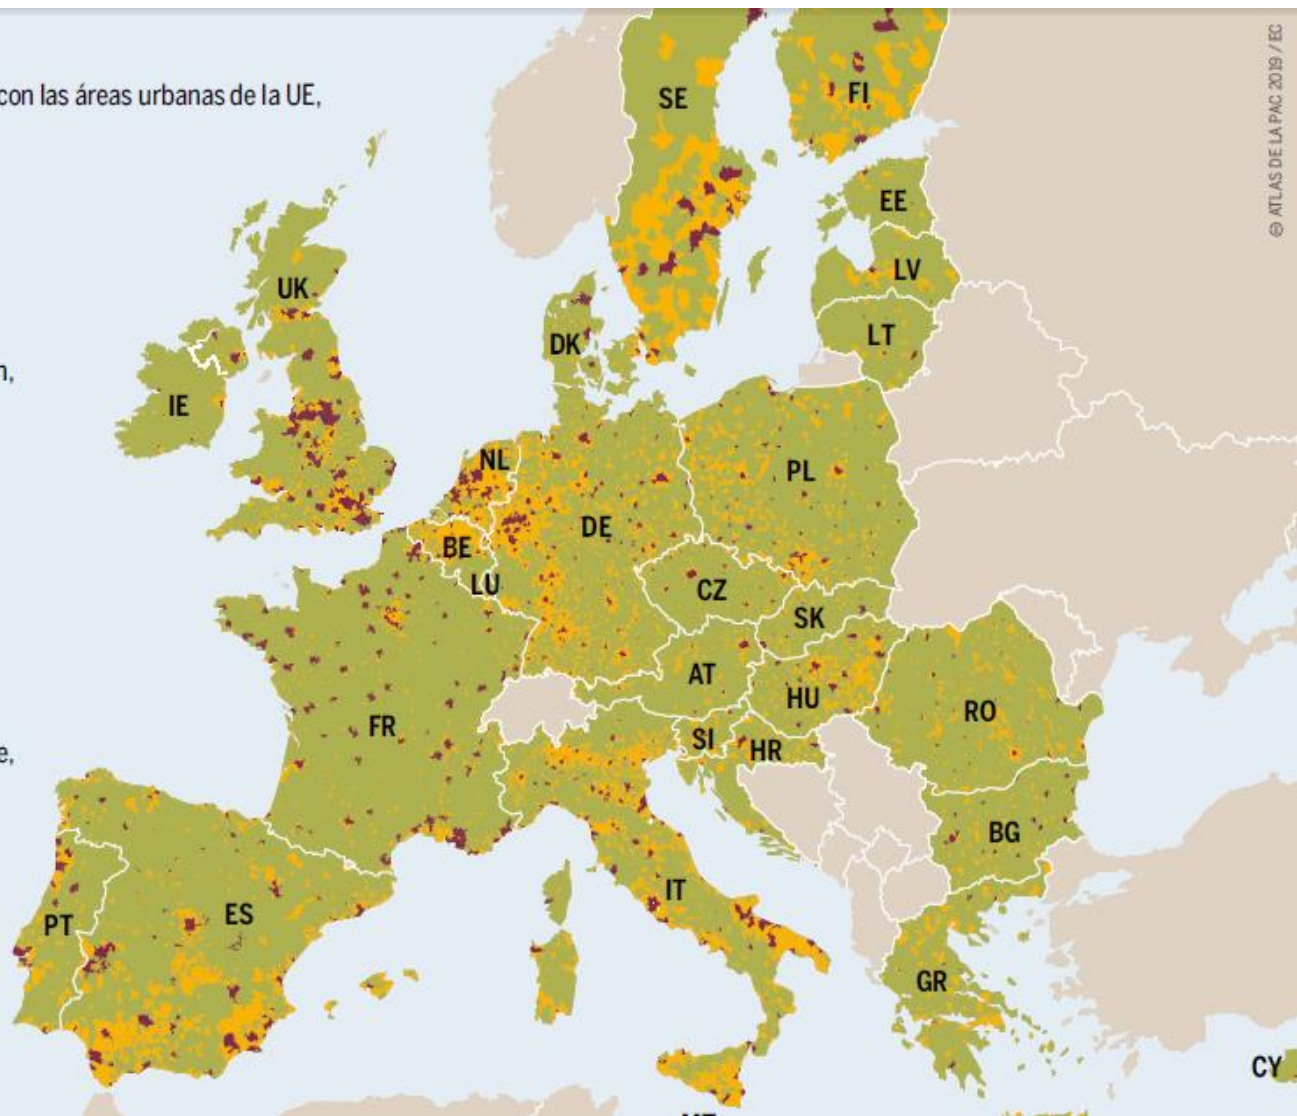 con las áreas urbanas de la UE,
© ATLAS DE LA PAC 2019 / EC
SE
FI
EE
UK
LV
LT
DK
n,
IE
NL
PL
DE
BE
LU
CZ
SK
AT
HU
RO
FR
SI
HR
e,
BG
IT
ES
PT
GR
CY